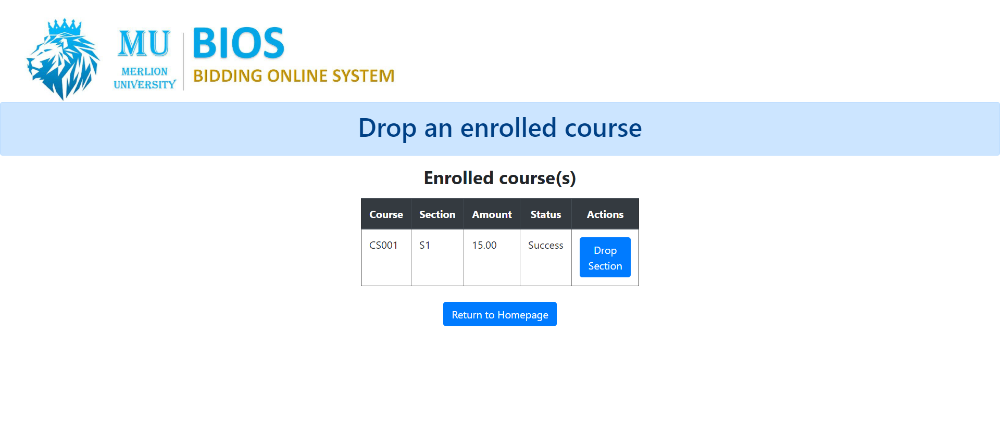 MU
MERLION
UNIVERSITY
BIOS
BIDDING ONLINE SYSTEM
Drop an enrolled course
Enrolled course(s)
Course Section Amount Status Actions
CS001 S1 15.00 Success Drop
Section
Return to Homepage